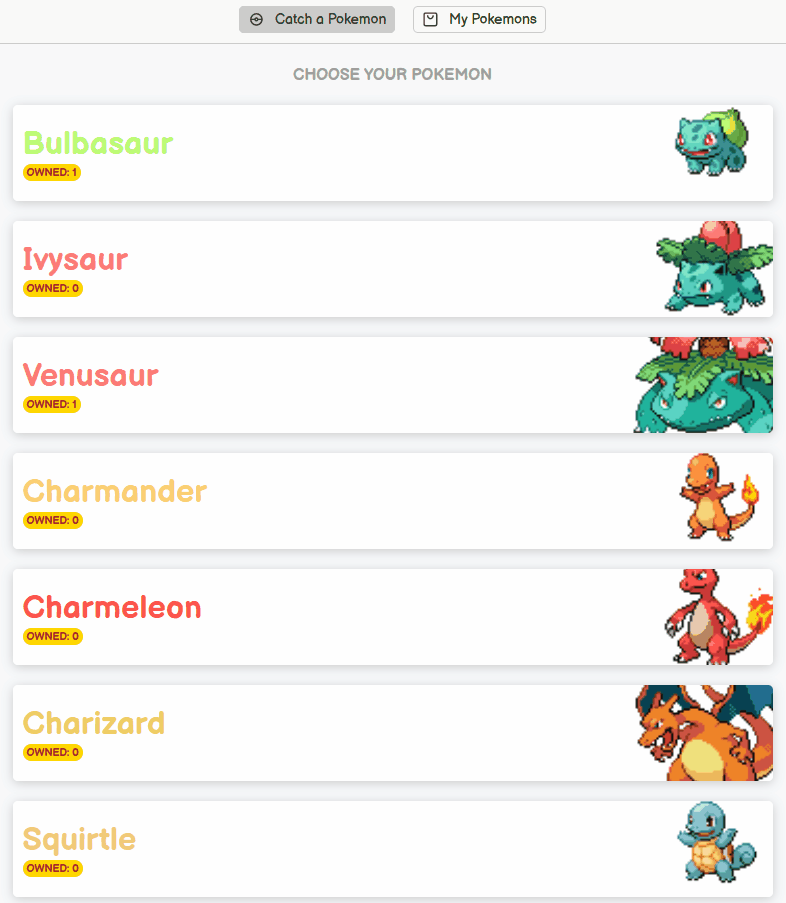 Catch a Pokemon My Pokemons
CHOOSE YOUR POKEMON
Bulbasaur
OWNED: 1
Ivysaur
OWNED: 0
Venusaur
OWNED: 1
Charmander
OWNED: 0
Charmeleon
OWNED: 0
Charizard
OWNED: 0
Squirtle
OWNED: 0